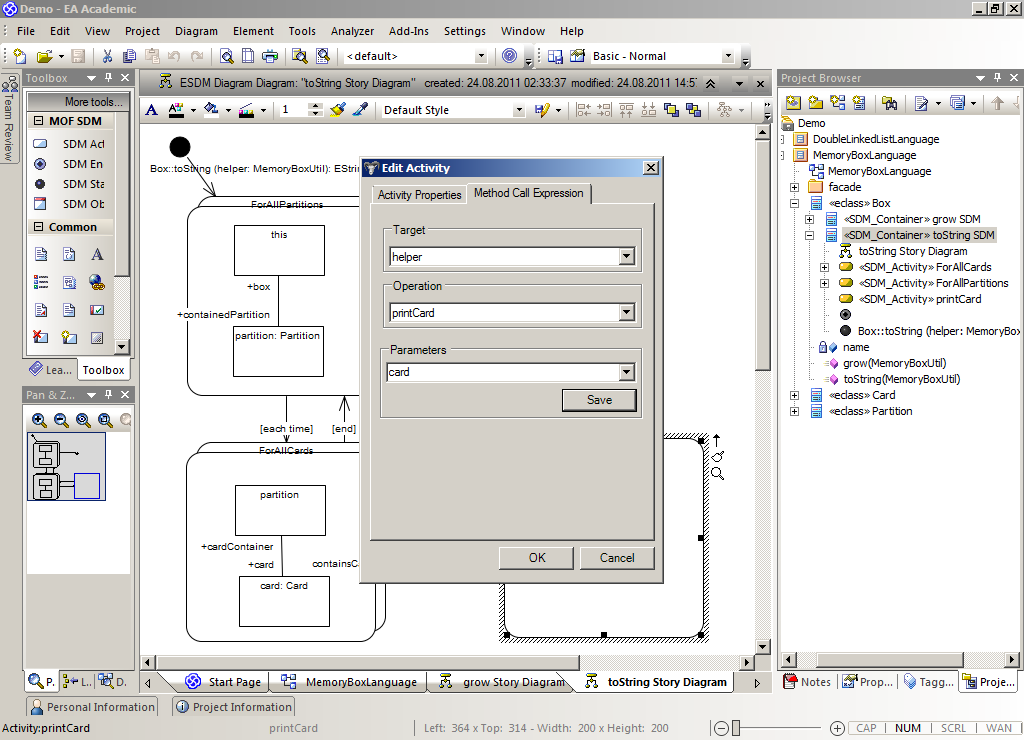 Demo - EA Academic
File Edit View Project Diagram Element Tools Analyzer Add-Ins Settings Window Help
<default>
Basic - Normal
Team Review
Toolbox
More tools...
MOF SDM
SDM Act
SDM En
SDM Sta
SDM Ob
Common
Lea...
Toolbox
Pan & Z...
P.
L..
D.
ESDM Diagram Diagram: "toString Story Diagram" created: 24.08.2011 02:33:37 modified: 24.08.2011 14:5
A
1
Default Style
Box::toString (helper: MemoryBoxUtil): EStrin
ForAllPartitions
this
+box
+containedPartition
partition: Partition
[each time]
[end]
ForAllCards
partition
+cardContainer
+card
containsCa
card: Card
Edit Activity
Activity Properties
Method Call Expression
Target
helper
Operation
printCard
Parameters
card
Save
OK
Cancel
Start Page
MemoryBoxLanguage
grow Story Diagram
toString Story Diagram
Project Browser
Demo
DoubleLinkedListLanguage
MemoryBoxLanguage
MemoryBoxLanguage
facade
«eclass» Box
«SDM_Container» grow SDM
«SDM_Container» toString SDM
toString Story Diagram
«SDM_Activity» ForAllCards
«SDM_Activity» ForAllPartitions
«SDM_Activity» printCard
Box::toString (helper: MemoryBox
name
grow(MemoryBoxUtil)
toString(MemoryBoxUtil)
«eclass» Card
«eclass» Partition
Notes
Prop...
Tagg...
Proje...
Personal Information
Project Information
Activity:printCard
printCard
Left: 364 x Top: 314 - Width: 200 x Height: 200
CAP NUM SCRL WAN